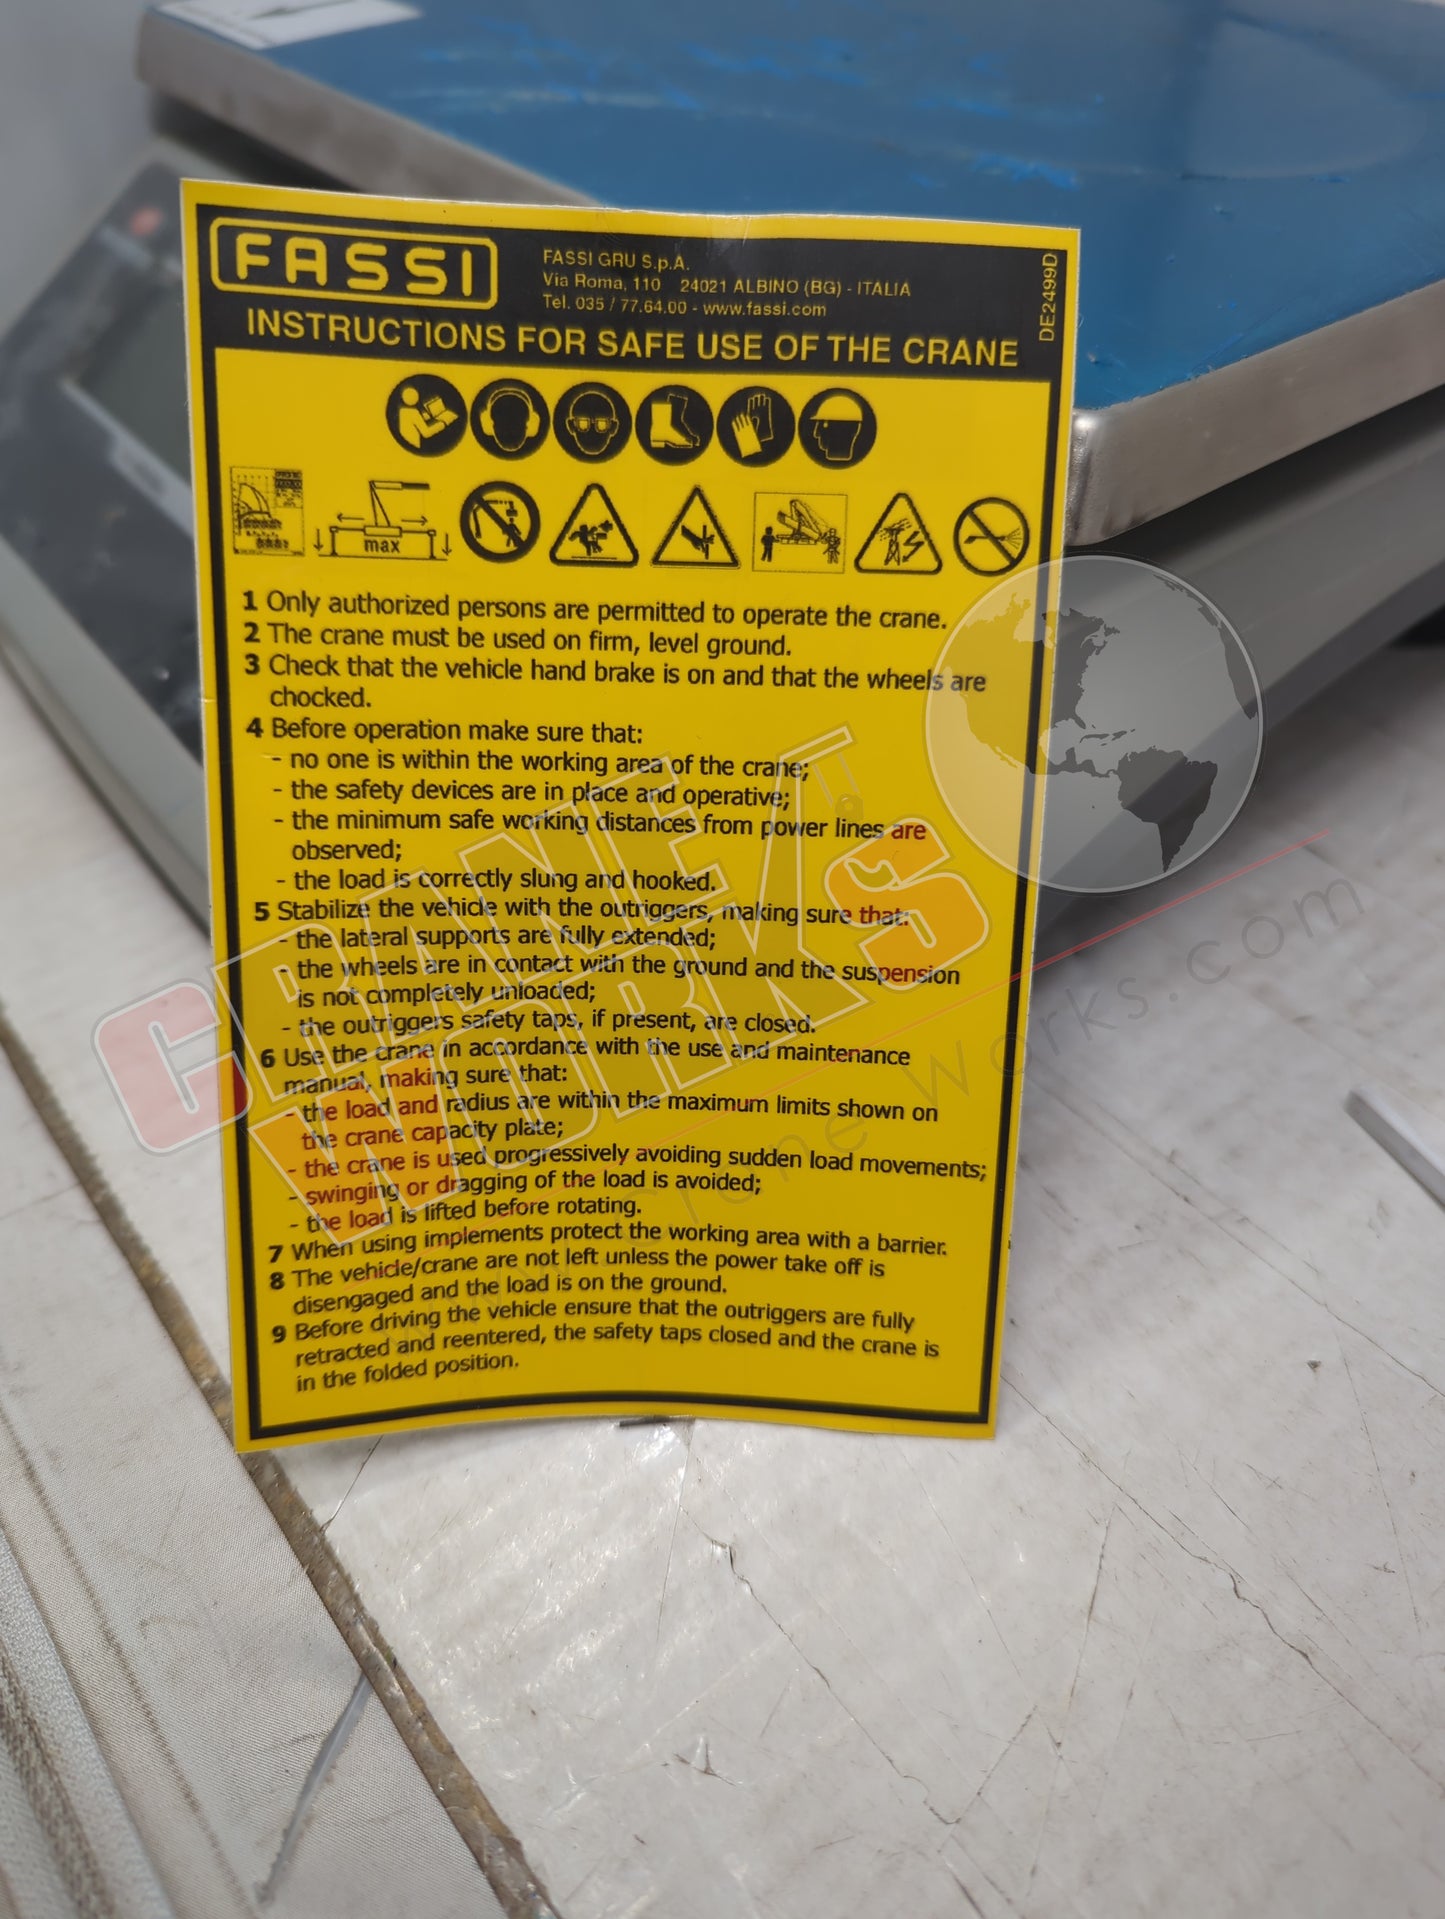 FASSI
FASSI GRU S.p.A.
Via Roma, 110 24021 ALBINO (BG) - ITALIA
Tel. 035 / 77.64.00 - www.fassi.com
DE2499D
INSTRUCTIONS FOR SAFE USE OF THE CRANE
max
1 Only authorized persons are permitted to operate the crane.
2 The crane must be used on firm, level ground.
3 Check that the vehicle hand brake is on and that the wheels are
chocked.
4 Before operation make sure that:
- no one is within the working area of the crane;
- the safety devices are in place and operative;
- the minimum safe working distances from power lines are
observed;
- the load is correctly slung and hooked.
5 Stabilize the vehicle with the outriggers, making sure that:
- the lateral supports are fully extended;
- the wheels are in contact with the ground and the suspension
is not completely unloaded;
- the outriggers safety taps, if present, are closed.
6 Use the crane in accordance with the use and maintenance
manual, making sure that:
- the load and radius are within the maximum limits shown on
the crane capacity plate;
- the crane is used progressively avoiding sudden load movements;
- swinging or dragging of the load is avoided;
- the load is lifted before rotating.
7 When using implements protect the working area with a barrier.
8 The vehicle/crane are not left unless the power take off is
disengaged and the load is on the ground.
9 Before driving the vehicle ensure that the outriggers are fully
retracted and reentered, the safety taps closed and the crane is
in the folded position.
CRANE
WORKS
www.craneworks.com